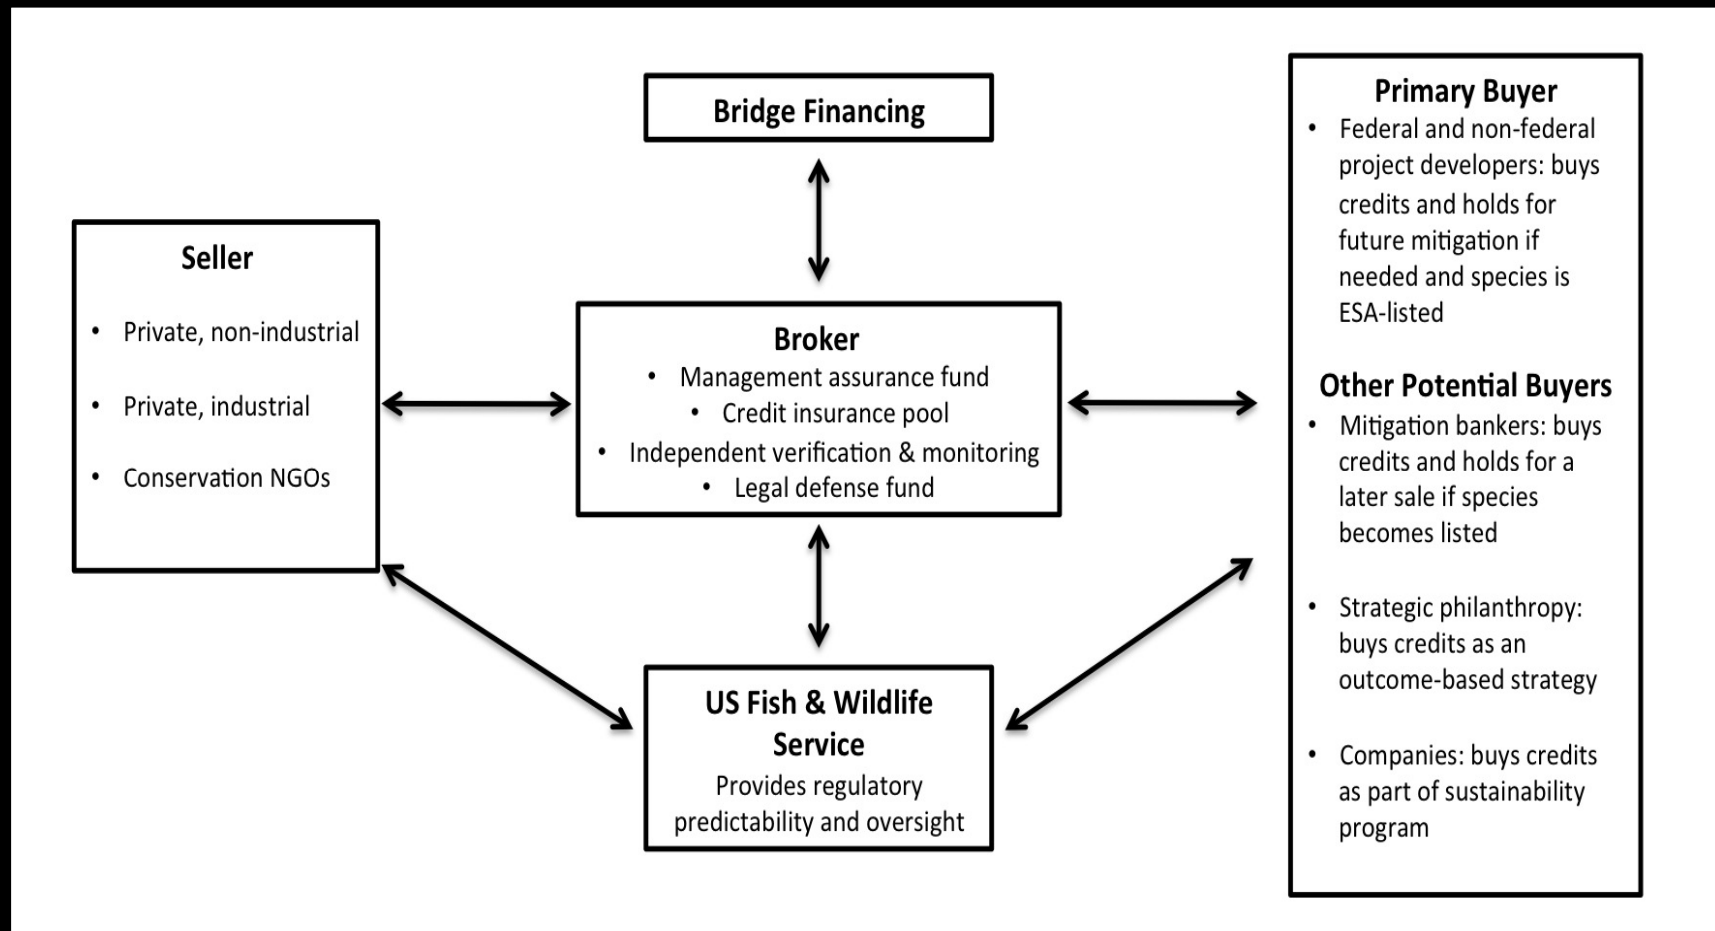 Bridge Financing
Seller
• Private, non-industrial
• Private, industrial
• Conservation NGOs
Broker
• Management assurance fund
• Credit insurance pool
• Independent verification & monitoring
• Legal defense fund
US Fish & Wildlife
Service
Provides regulatory
predictability and oversight
Primary Buyer
• Federal and non-federal
project developers: buys
credits and holds for
future mitigation if
needed and species is
ESA-listed
Other Potential Buyers
• Mitigation bankers: buys
credits and holds for a
later sale if species
becomes listed
• Strategic philanthropy:
buys credits as an
outcome-based strategy
• Companies: buys credits
as part of sustainability
program